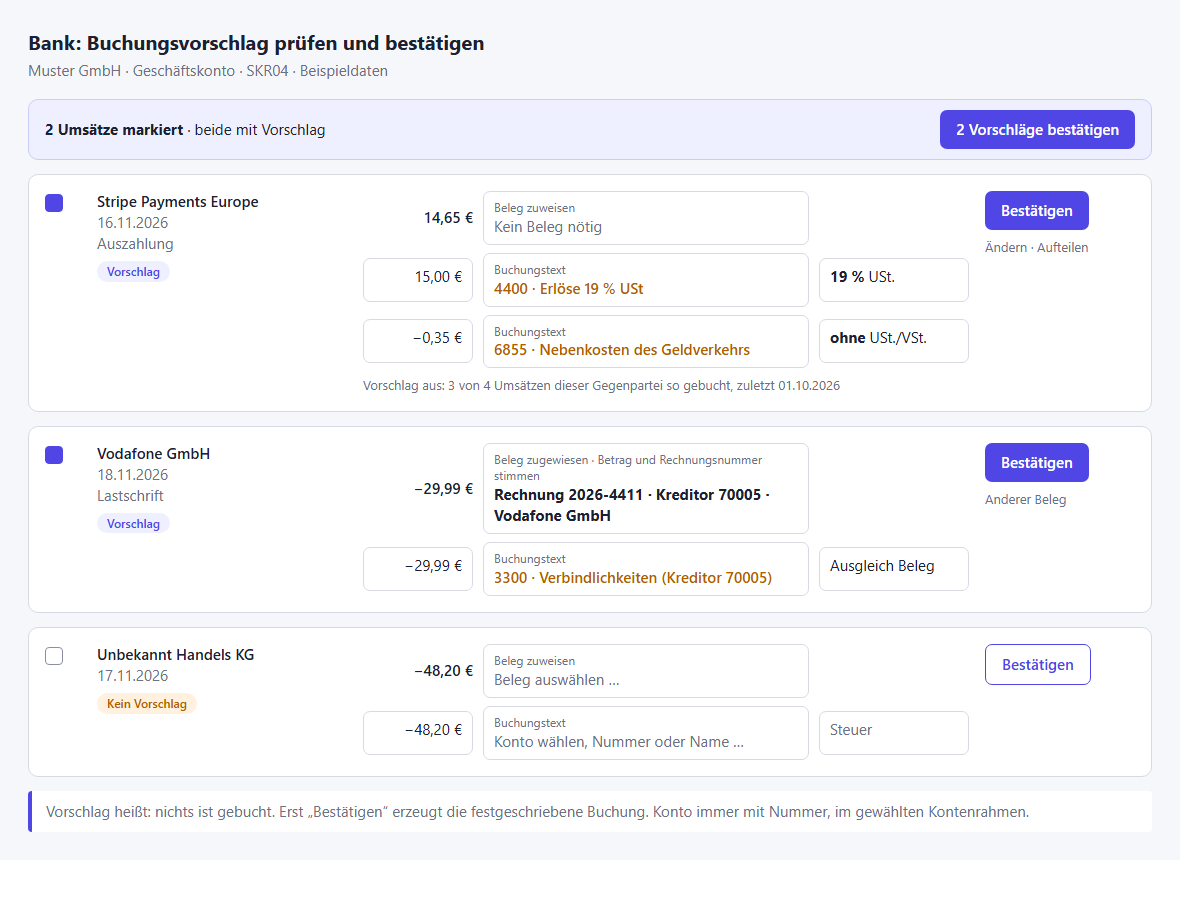 Bank: Buchungsvorschlag prüfen und bestätigen
Muster GmbH · Geschäftskonto · SKR04 · Beispieldaten
2 Umsätze markiert · beide mit Vorschlag
2 Vorschläge bestätigen
Stripe Payments Europe
16.11.2026
Auszahlung
Vorschlag
14,65 €
Beleg zuweisen
Kein Beleg nötig
Bestätigen
Ändern · Aufteilen
15,00 €
Buchungstext
4400 · Erlöse 19 % USt
19 % USt.
−0,35 €
Buchungstext
6855 · Nebenkosten des Geldverkehrs
ohne USt./VSt.
Vorschlag aus: 3 von 4 Umsätzen dieser Gegenpartei so gebucht, zuletzt 01.10.2026
Vodafone GmbH
18.11.2026
Lastschrift
Vorschlag
−29,99 €
Beleg zugewiesen · Betrag und Rechnungsnummer
stimmen
Rechnung 2026-4411 · Kreditor 70005 ·
Vodafone GmbH
Bestätigen
Anderer Beleg
−29,99 €
Buchungstext
3300 · Verbindlichkeiten (Kreditor 70005)
Ausgleich Beleg
Unbekannt Handels KG
17.11.2026
Kein Vorschlag
−48,20 €
Beleg zuweisen
Beleg auswählen …
Bestätigen
−48,20 €
Buchungstext
Konto wählen, Nummer oder Name …
Steuer
Vorschlag heißt: nichts ist gebucht. Erst „Bestätigen“ erzeugt die festgeschriebene Buchung. Konto immer mit Nummer, im gewählten Kontenrahmen.